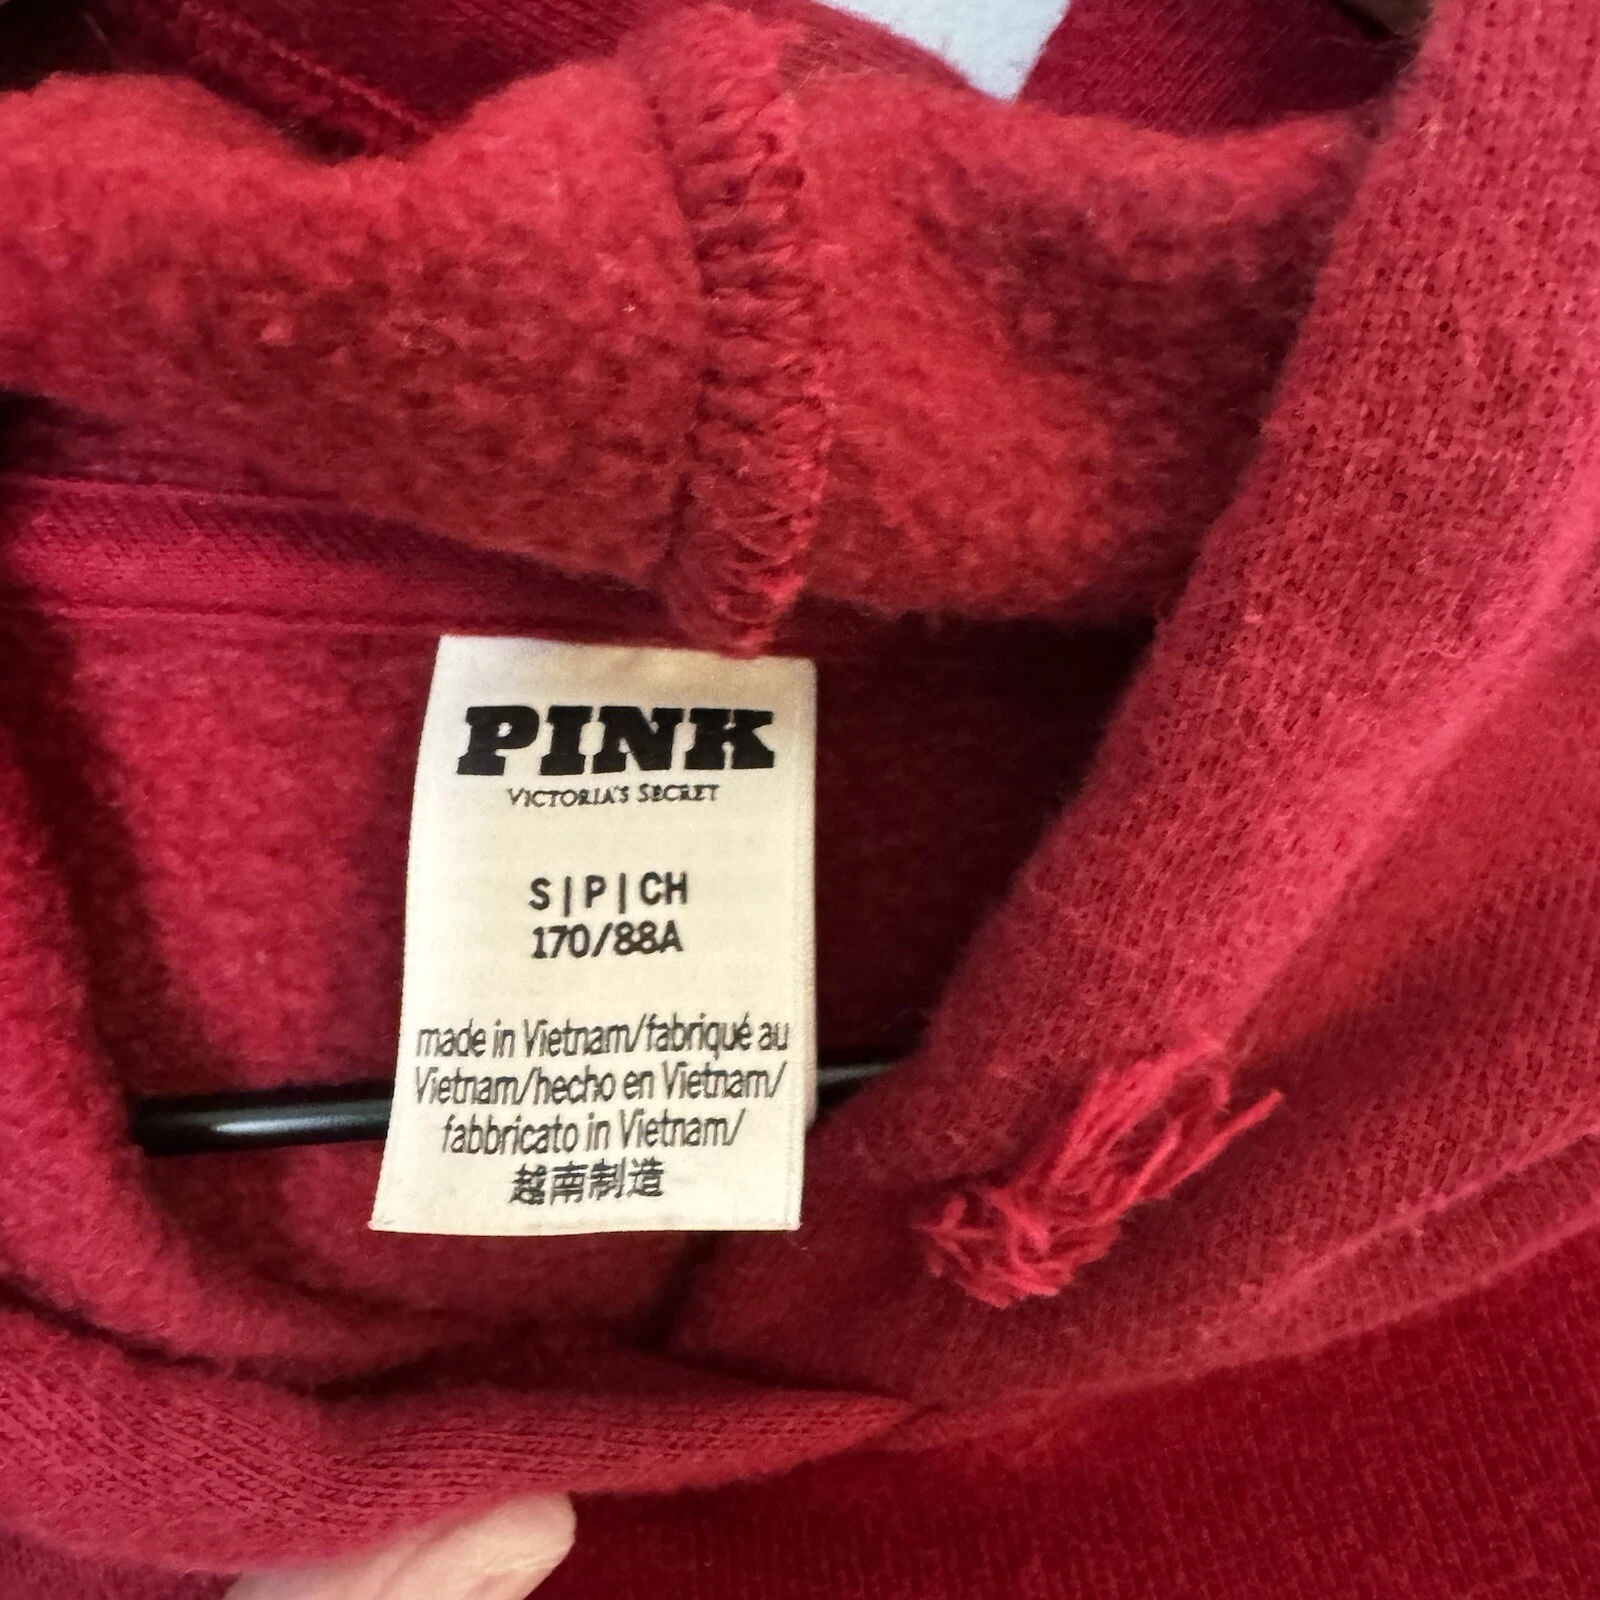 PINK
VICTORIA'S SECRET
S | P | CH
170/88A
made in Vietnam/fabriqué au
Vietnam/hecho en Vietnam/
fabbricato in Vietnam/
越南制造